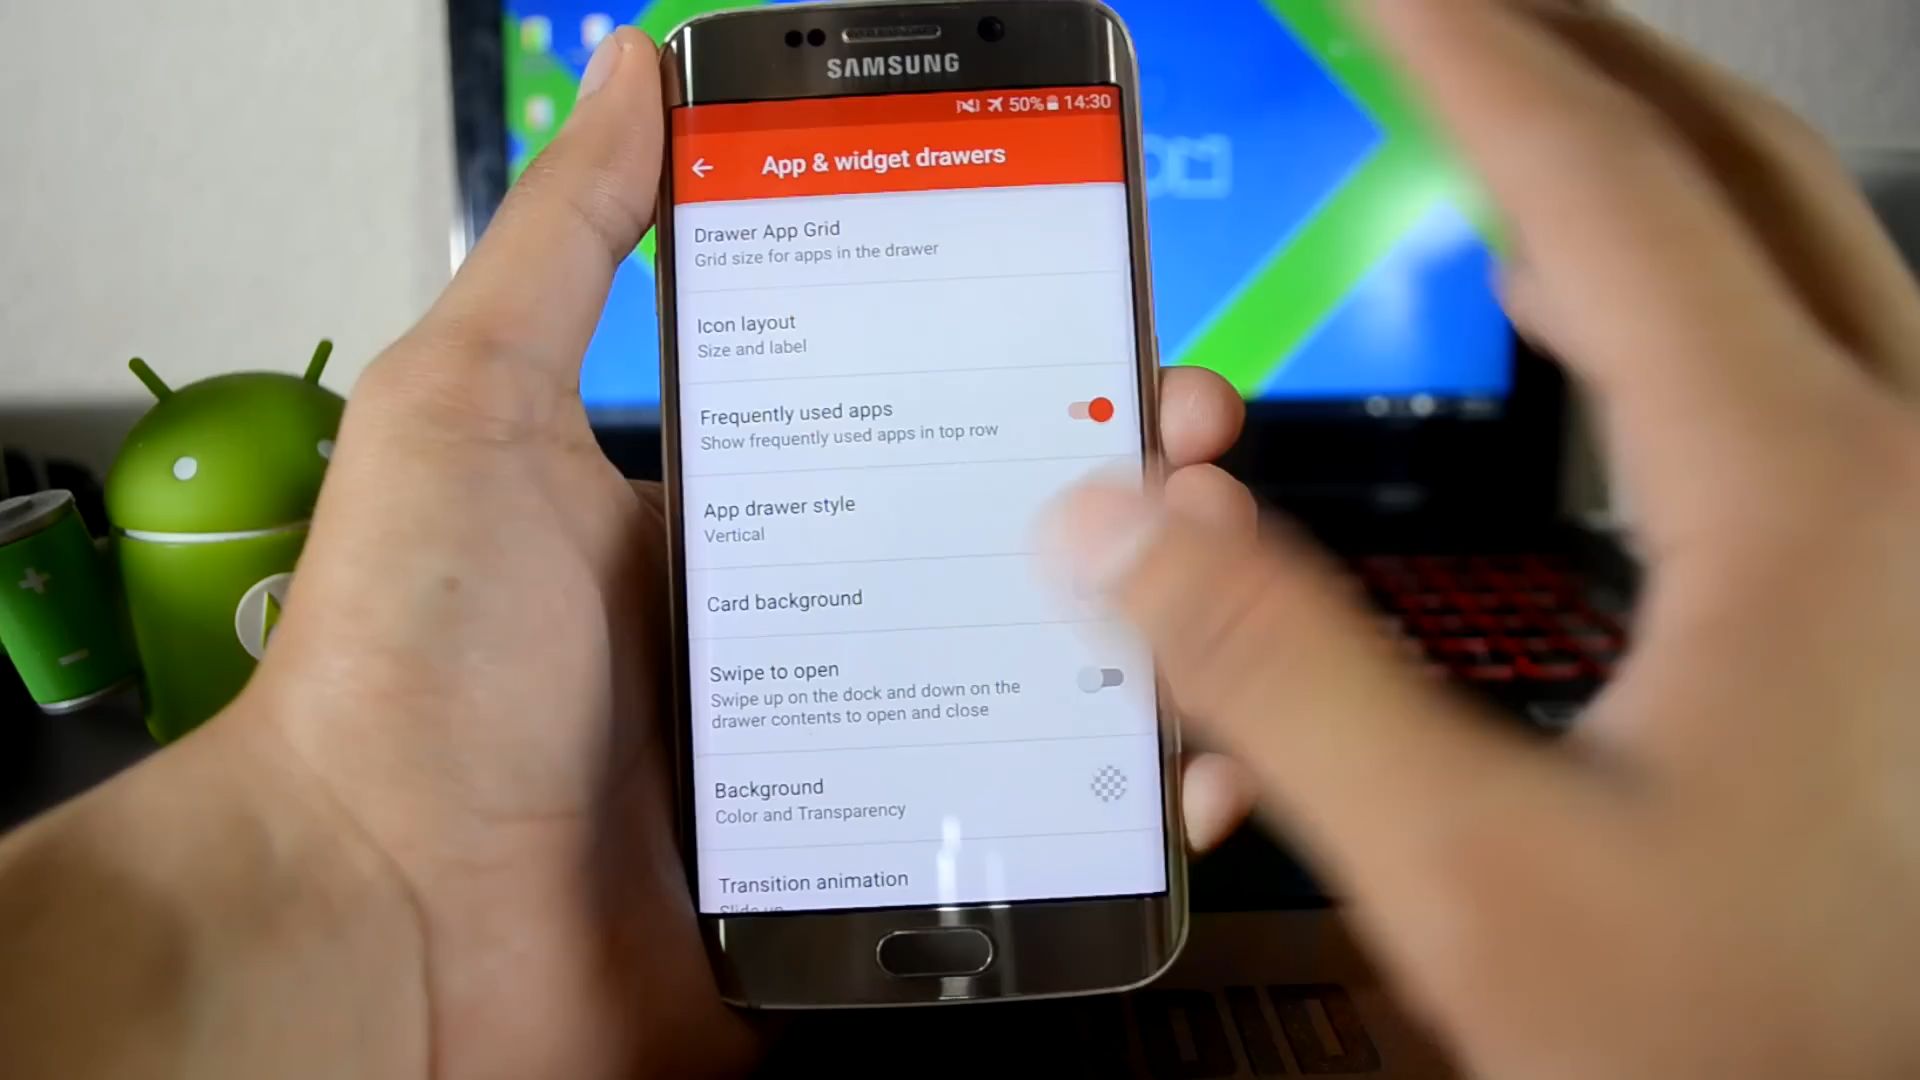 SAMSUNG
50% 14:30
App & widget drawers
Drawer App Grid
Grid size for apps in the drawer
Icon layout
Size and label
Frequently used apps
Show frequently used apps in top row
App drawer style
Vertical
Card background
Swipe to open
Swipe up on the dock and down on the
drawer contents to open and close
Background
Color and Transparency
Transition animation
Slide up